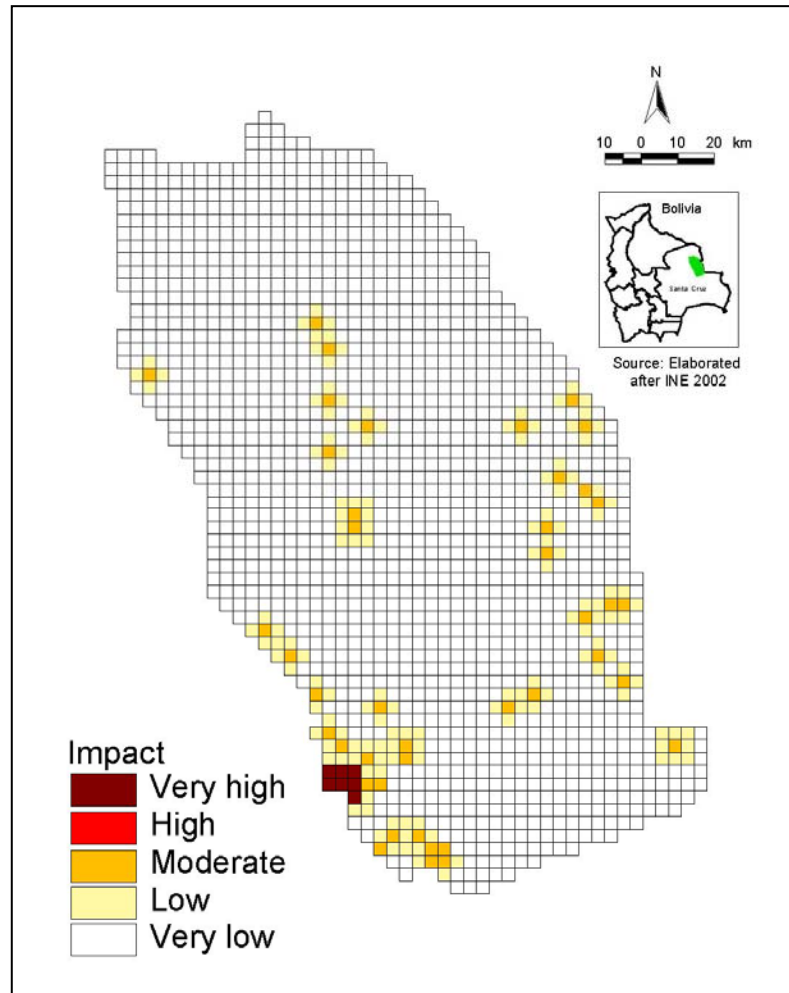 N
10 0 10 20 km
Bolivia
Santa Cruz
Source: Elaborated
after INE 2002
Impact
Very high
High
Moderate
Low
Very low